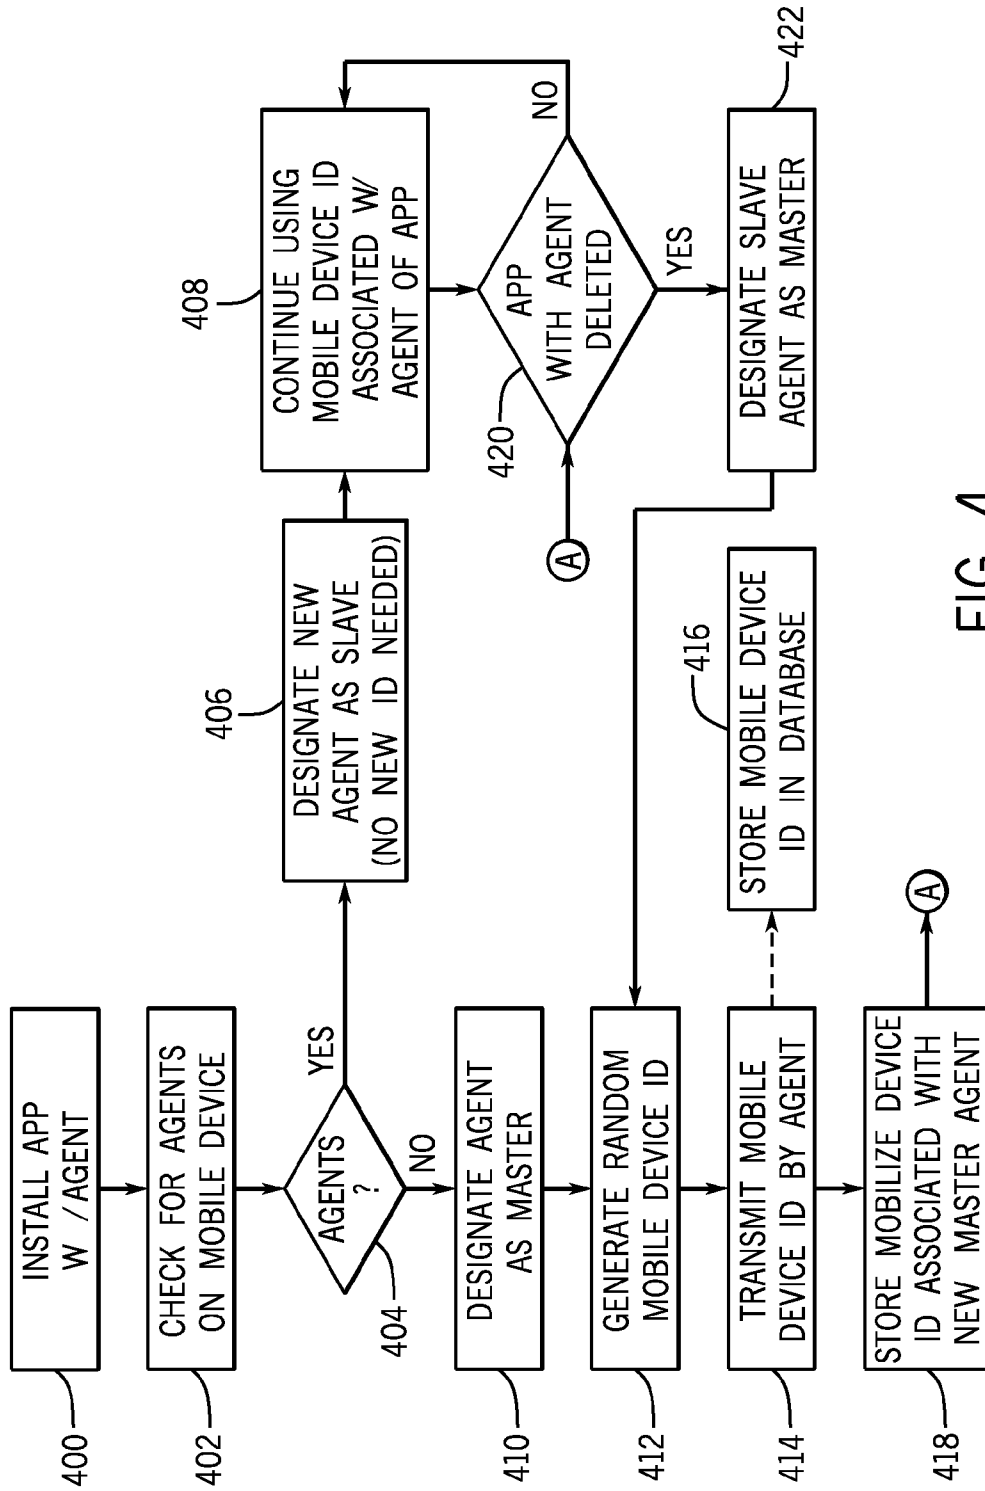 400
INSTALL APP
W / AGENT
402
CHECK FOR AGENTS
ON MOBILE DEVICE
404
AGENTS
?
YES
NO
406
DESIGNATE NEW
AGENT AS SLAVE
(NO NEW ID NEEDED)
408
CONTINUE USING
MOBILE DEVICE ID
ASSOCIATED W/
AGENT OF APP
410
DESIGNATE AGENT
AS MASTER
412
GENERATE RANDOM
MOBILE DEVICE ID
414
TRANSMIT MOBILE
DEVICE ID BY AGENT
416
STORE MOBILE DEVICE
ID IN DATABASE
418
STORE MOBILIZE DEVICE
ID ASSOCIATED WITH
NEW MASTER AGENT
A
A
420
APP
WITH AGENT
DELETED
NO
YES
422
DESIGNATE SLAVE
AGENT AS MASTER
FIG. 4